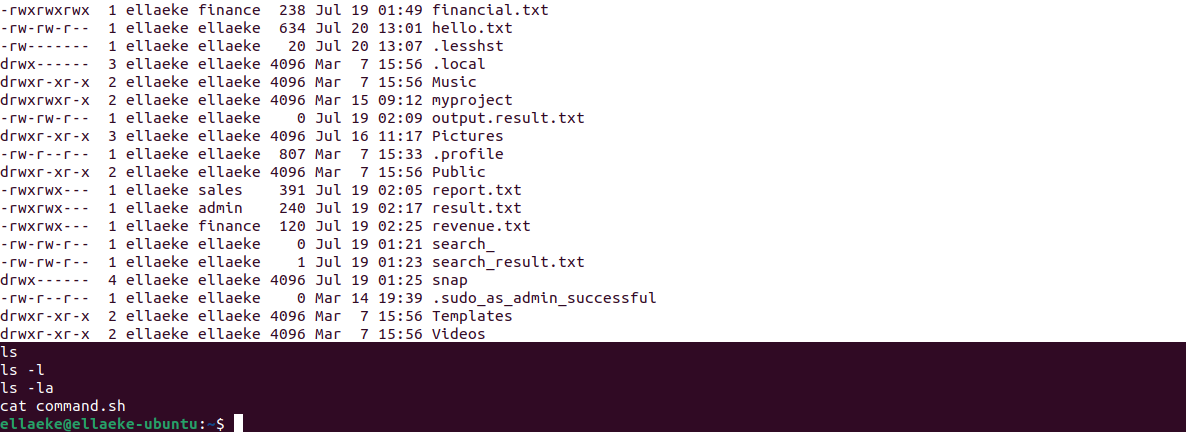 -rwxrwxrwx  1 ellaeke finance  238 Jul 19 01:49 financial.txt
-rw-rw-r--  1 ellaeke ellaeke  634 Jul 20 13:01 hello.txt
-rw-------  1 ellaeke ellaeke   20 Jul 20 13:07 .lesshst
drwx------  3 ellaeke ellaeke 4096 Mar  7 15:56 .local
drwxr-xr-x  2 ellaeke ellaeke 4096 Mar  7 15:56 Music
drwxrwxr-x  2 ellaeke ellaeke 4096 Mar 15 09:12 myproject
-rw-rw-r--  1 ellaeke ellaeke    0 Jul 19 02:09 output.result.txt
drwxr-xr-x  3 ellaeke ellaeke 4096 Jul 16 11:17 Pictures
-rw-r--r--  1 ellaeke ellaeke  807 Mar  7 15:33 .profile
drwxr-xr-x  2 ellaeke ellaeke 4096 Mar  7 15:56 Public
-rwxrwx---  1 ellaeke sales    391 Jul 19 02:05 report.txt
-rwxrwx---  1 ellaeke admin    240 Jul 19 02:17 result.txt
-rwxrwx---  1 ellaeke finance  120 Jul 19 02:25 revenue.txt
-rw-rw-r--  1 ellaeke ellaeke    0 Jul 19 01:21 search_
-rw-rw-r--  1 ellaeke ellaeke    1 Jul 19 01:23 search_result.txt
drwx------  4 ellaeke ellaeke 4096 Jul 19 01:25 snap
-rw-r--r--  1 ellaeke ellaeke    0 Mar 14 19:39 .sudo_as_admin_successful
drwxr-xr-x  2 ellaeke ellaeke 4096 Mar  7 15:56 Templates
drwxr-xr-x  2 ellaeke ellaeke 4096 Mar  7 15:56 Videos
ls
ls -l
ls -la
cat command.sh
ellaeke@ellaeke-ubuntu:~$